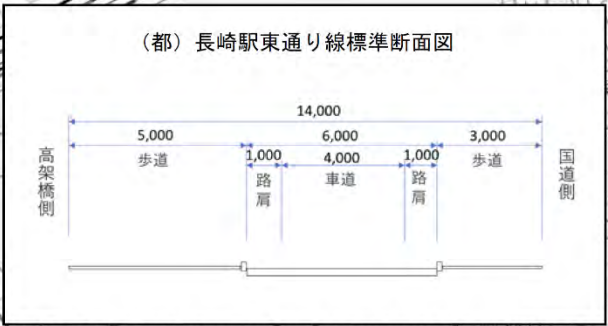 （都）長崎駅東通り線標準断面図
14,000
5,000 6,000 3,000
歩道 1,000 4,000 1,000 歩道
路肩 車道 路肩
高架橋側
国道側